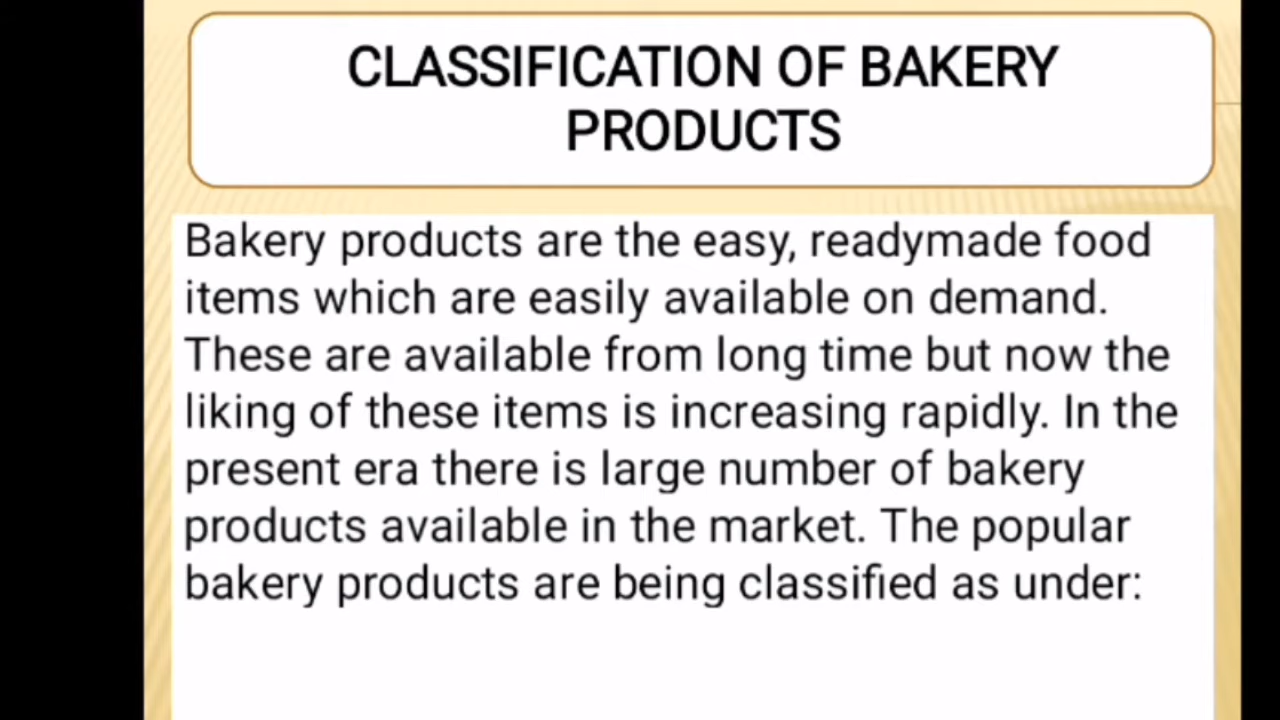 CLASSIFICATION OF BAKERY
PRODUCTS
Bakery products are the easy, readymade food
items which are easily available on demand.
These are available from long time but now the
liking of these items is increasing rapidly. In the
present era there is large number of bakery
products available in the market. The popular
bakery products are being classified as under: